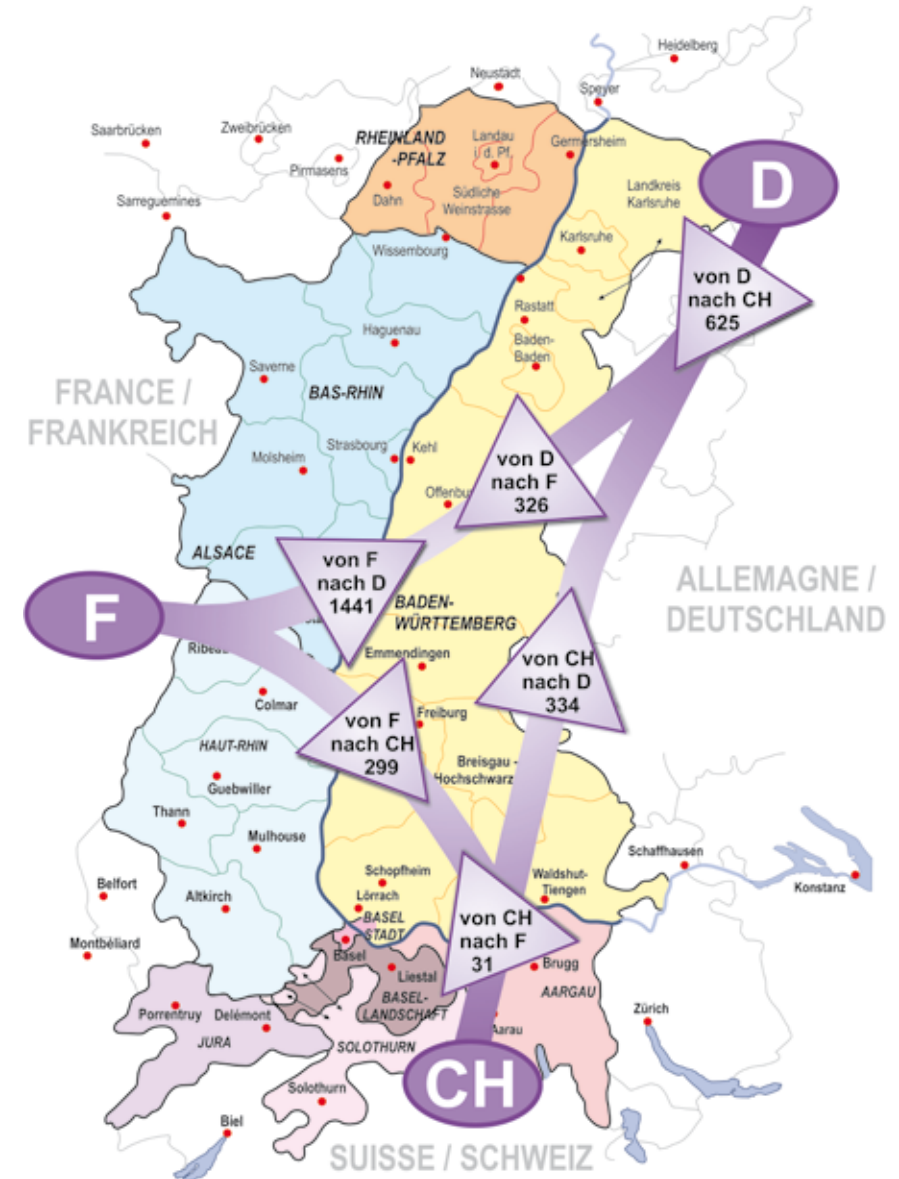 Heidelberg
Neustadt
Speyer
Saarbrücken
Zweibrücken
RHEINLAND
-PFALZ
Landau
i. d. Pf.
Germersheim
Pirmasens
D
Landkreis
Karlsruhe
Dahn
Südliche
Weinstrasse
Sarreguemines
Karlsruhe
Wissembourg
von D
nach CH
625
Rastatt
Haguenau
Baden-
Baden
Saverne
FRANCE /
FRANKREICH
BAS-RHIN
Strasbourg
Kehl
Molsheim
von D
nach F
326
Offenbu
ALSACE
von F
nach D
1441
ALLEMAGNE /
DEUTSCHLAND
F
BADEN-
WÜRTTEMBERG
Emmendingen
von CH
nach D
334
Colmar
von F
nach CH
299
Freiburg
HAUT-RHIN
Breisgau -
Hochschwarz
Guebwiller
Thann
Mulhouse
Schaffhausen
Schopfheim
Waldshut-
Tiengen
Konstanz
Belfort
Altkirch
Lörrach
BASEL
STADT
von CH
nach F
31
Montbéliard
Basel
Liestal
Brugg
BASEL-
LANDSCHAFT
AARGAU
Porrentruy
Delémont
Zürich
Aarau
JURA
SOLOTHURN
CH
Solothurn
Biel
SUISSE / SCHWEIZ